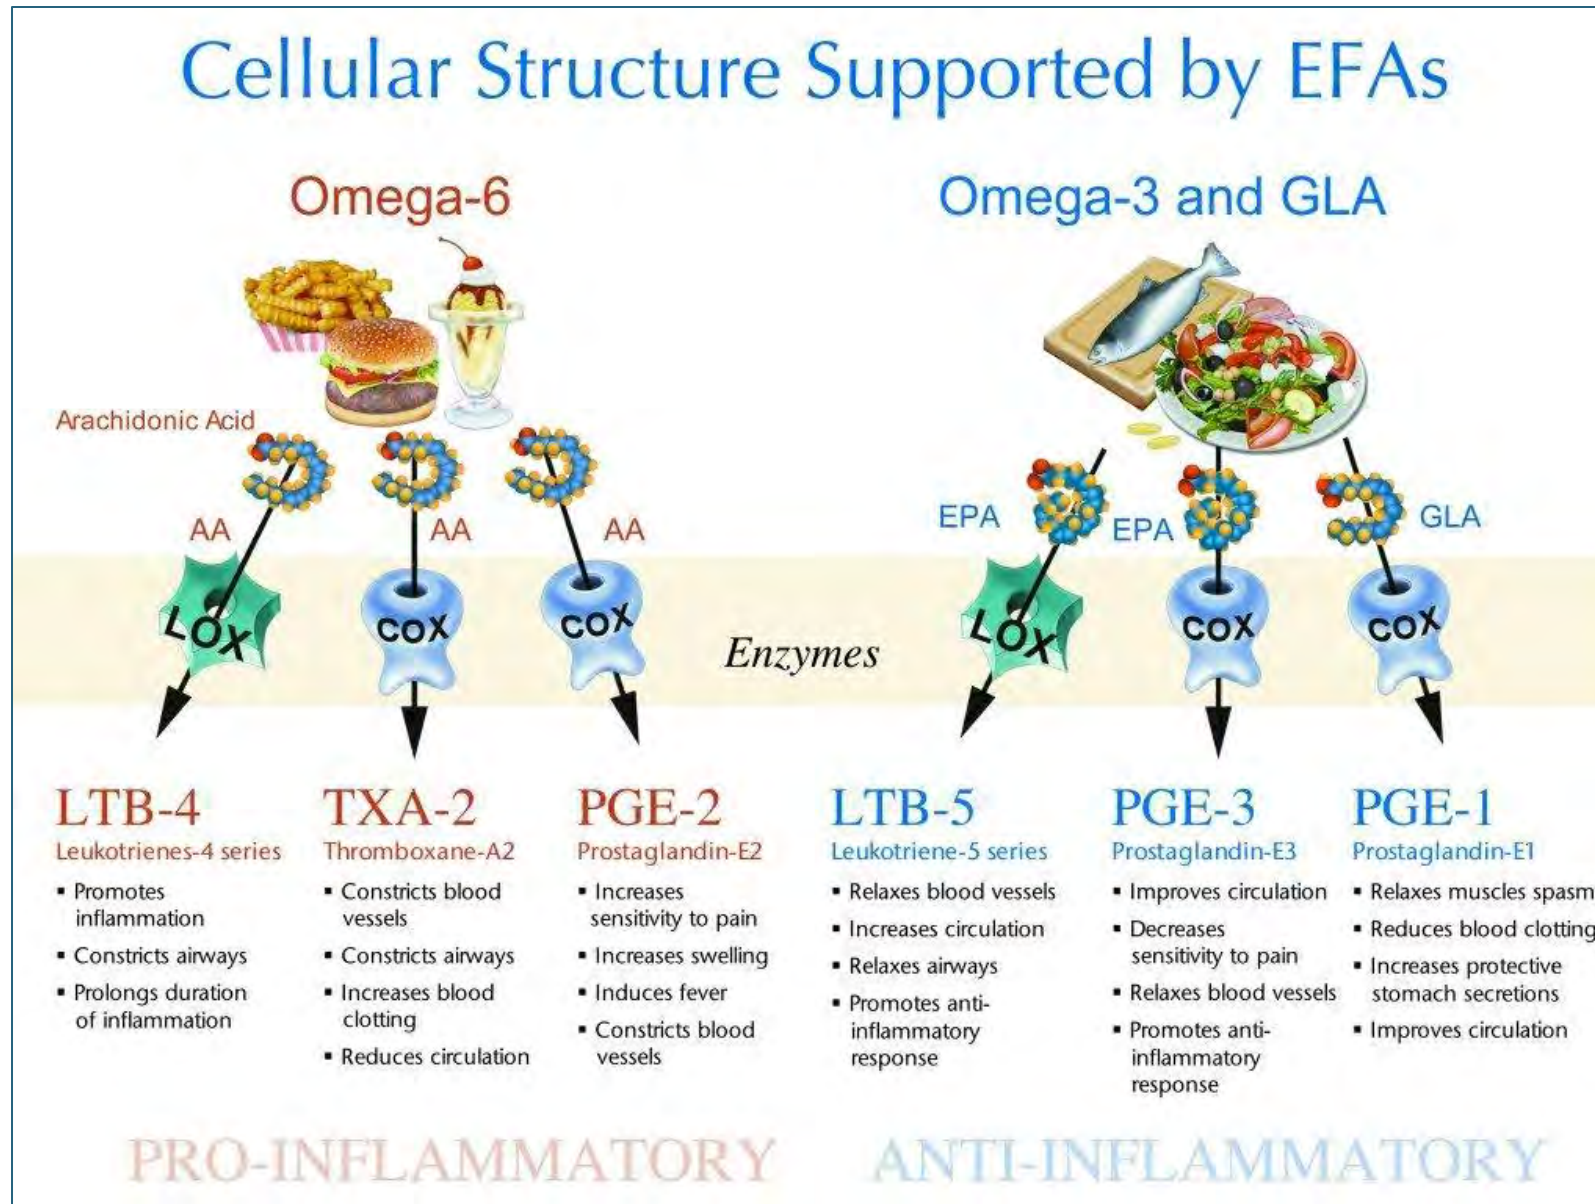 Cellular Structure Supported by EFAs
Omega-6
Arachidonic Acid
AA
AA
AA
LOX
COX
COX
Omega-3 and GLA
EPA
EPA
GLA
LOX
COX
COX
Enzymes
LTB-4
Leukotrienes-4 series
▪ Promotes
inflammation
▪ Constricts airways
▪ Prolongs duration
of inflammation
TXA-2
Thromboxane-A2
▪ Constricts blood
vessels
▪ Constricts airways
▪ Increases blood
clotting
▪ Reduces circulation
PGE-2
Prostaglandin-E2
▪ Increases
sensitivity to pain
▪ Increases swelling
▪ Induces fever
▪ Constricts blood
vessels
LTB-5
Leukotriene-5 series
▪ Relaxes blood vessels
▪ Increases circulation
▪ Relaxes airways
▪ Promotes anti-
inflammatory
response
PGE-3
Prostaglandin-E3
▪ Improves circulation
▪ Decreases
sensitivity to pain
▪ Relaxes blood vessels
▪ Promotes anti-
inflammatory
response
PGE-1
Prostaglandin-E1
▪ Relaxes muscles spasm
▪ Reduces blood clotting
▪ Increases protective
stomach secretions
▪ Improves circulation
PRO-INFLAMMATORY
ANTI-INFLAMMATORY